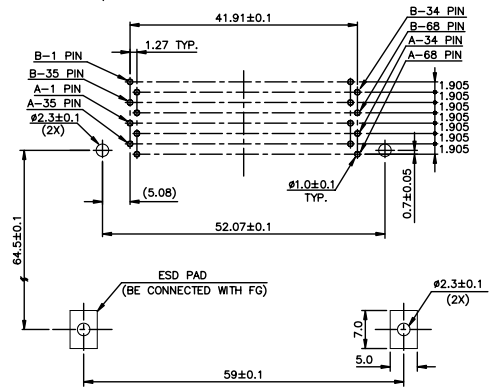 41.91±0.1
B-34 PIN
B-68 PIN
A-34 PIN
A-68 PIN
1.27 TYP.
B-1 PIN
B-35 PIN
A-1 PIN
A-35 PIN
ø2.3±0.1
(2X)
1.905
1.905
1.905
1.905
1.905
1.905
1.905
(5.08)
ø1.0±0.1
TYP.
0.7±0.05
52.07±0.1
64.5±0.1
ESD PAD
(BE CONNECTED WITH FG)
ø2.3±0.1
(2X)
7.0
5.0
59±0.1